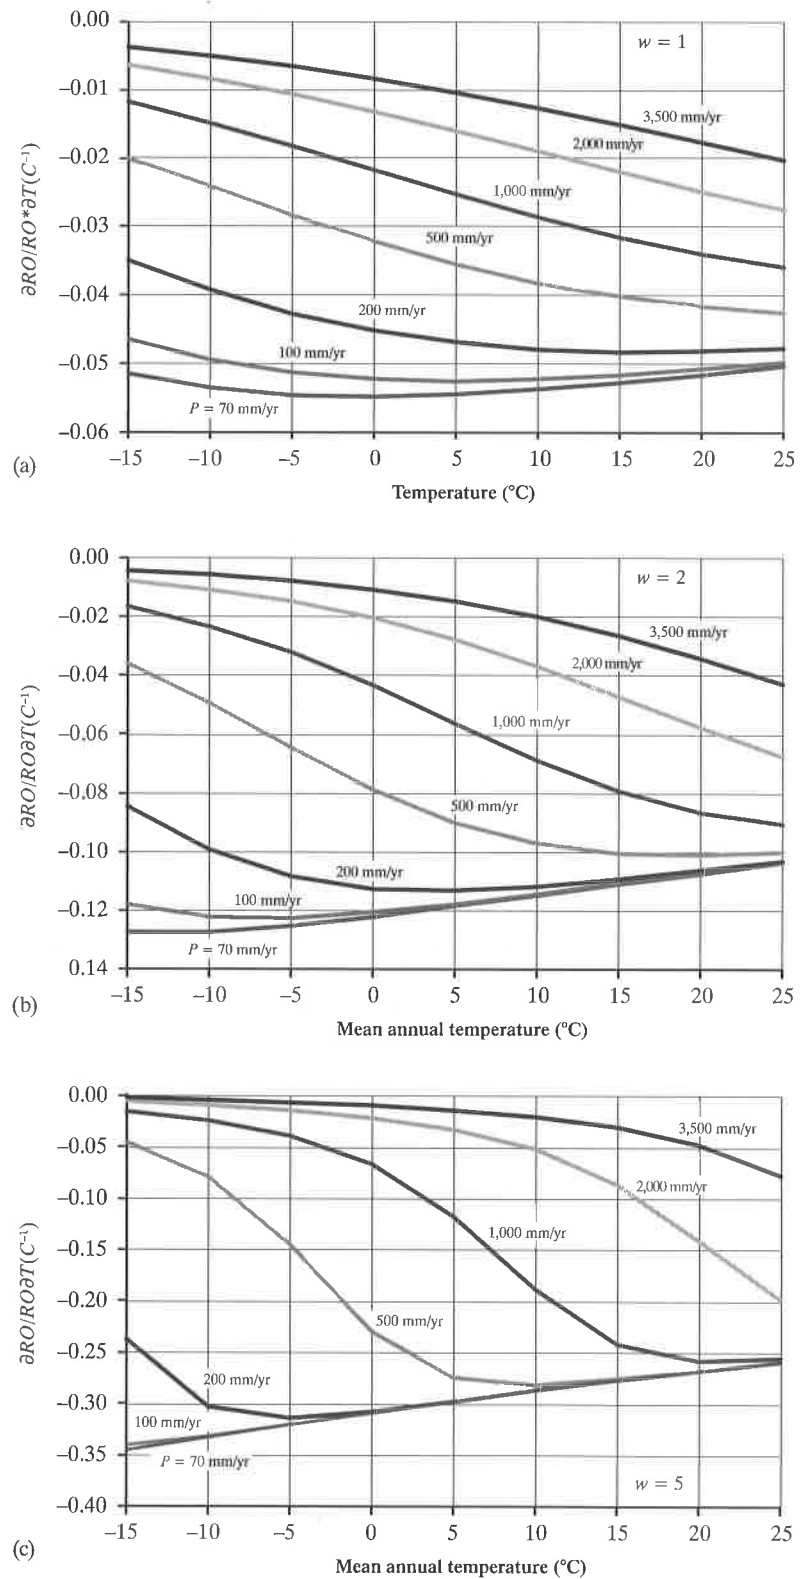 0.00
w = 1
−0.01
3,500 mm/yr
2,000 mm/yr
−0.02
1,000 mm/yr
−0.03
500 mm/yr
−0.04
200 mm/yr
100 mm/yr
−0.05
P = 70 mm/yr
−0.06
∂RO/RO*∂T(C⁻¹)
−15 −10 −5 0 5 10 15 20 25
(a)
Temperature (°C)
0.00
w = 2
−0.02
3,500 mm/yr
2,000 mm/yr
−0.04
1,000 mm/yr
−0.06
−0.08
500 mm/yr
−0.10
200 mm/yr
100 mm/yr
−0.12
P = 70 mm/yr
0.14
∂RO/RO∂T(C⁻¹)
−15 −10 −5 0 5 10 15 20 25
(b)
Mean annual temperature (°C)
0.00
3,500 mm/yr
−0.05
2,000 mm/yr
−0.10
1,000 mm/yr
−0.15
−0.20
500 mm/yr
−0.25
200 mm/yr
−0.30
100 mm/yr
−0.35
P = 70 mm/yr
w = 5
−0.40
∂RO/RO∂T(C⁻¹)
−15 −10 −5 0 5 10 15 20 25
(c)
Mean annual temperature (°C)